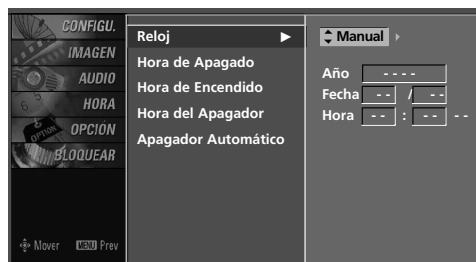 CONFIGU.
IMAGEN
AUDIO
HORA
OPCIÓN
BLOQUEAR
Mover MENU Prev
Reloj ▶
Hora de Apagado
Hora de Encendido
Hora del Apagador
Apagador Automático
Manual
Año - - - -
Fecha - - / - -
Hora - - : - - - -